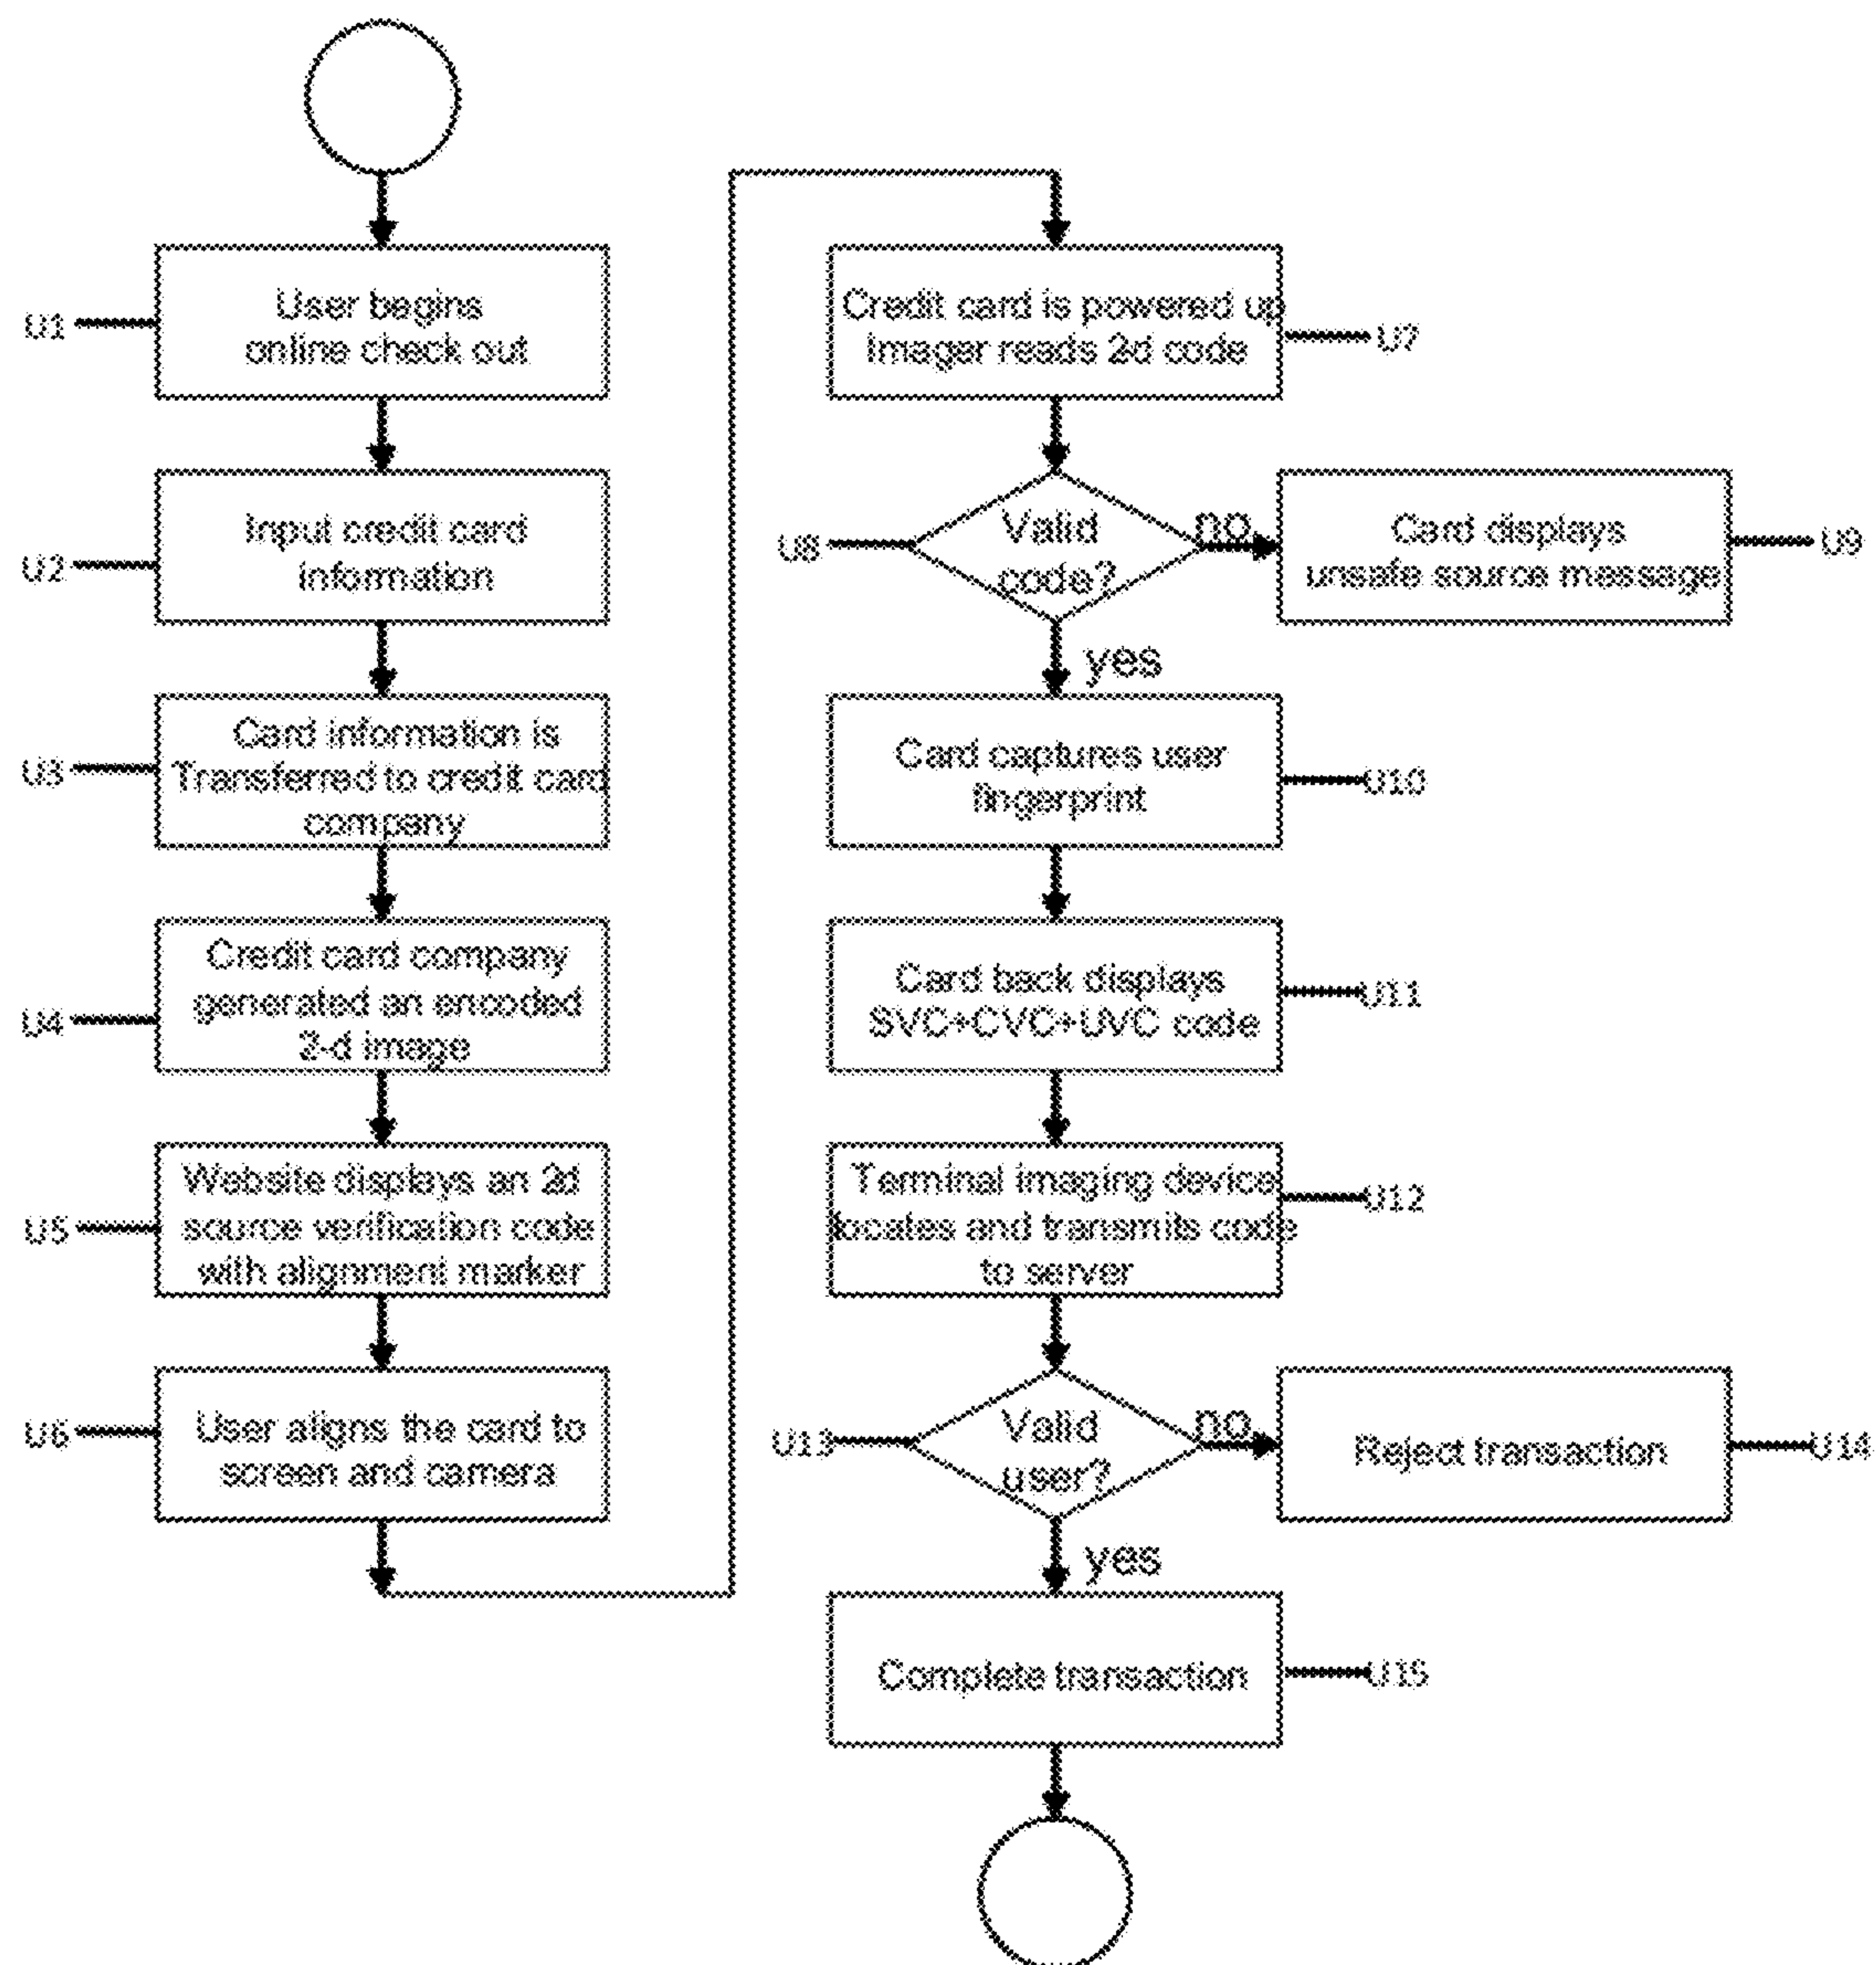 U1
User begins
online check out
U2
Input credit card
information
U3
Card information is
Transferred to credit card
company
U4
Credit card company
generated an encoded
2-d image
U5
Website displays an 2d
source verification code
with alignment marker
U6
User aligns the card to
screen and camera
Credit card is powered up
Imager reads 2d code
U7
U8
Valid
code?
no
Card displays
unsafe source message
U9
yes
Card captures user
fingerprint
U10
Card back displays
SVC+CVC+UVC code
U11
Terminal imaging device
locates and transmits code
to server
U12
U13
Valid
user?
no
Reject transaction
U14
yes
Complete transaction
U15